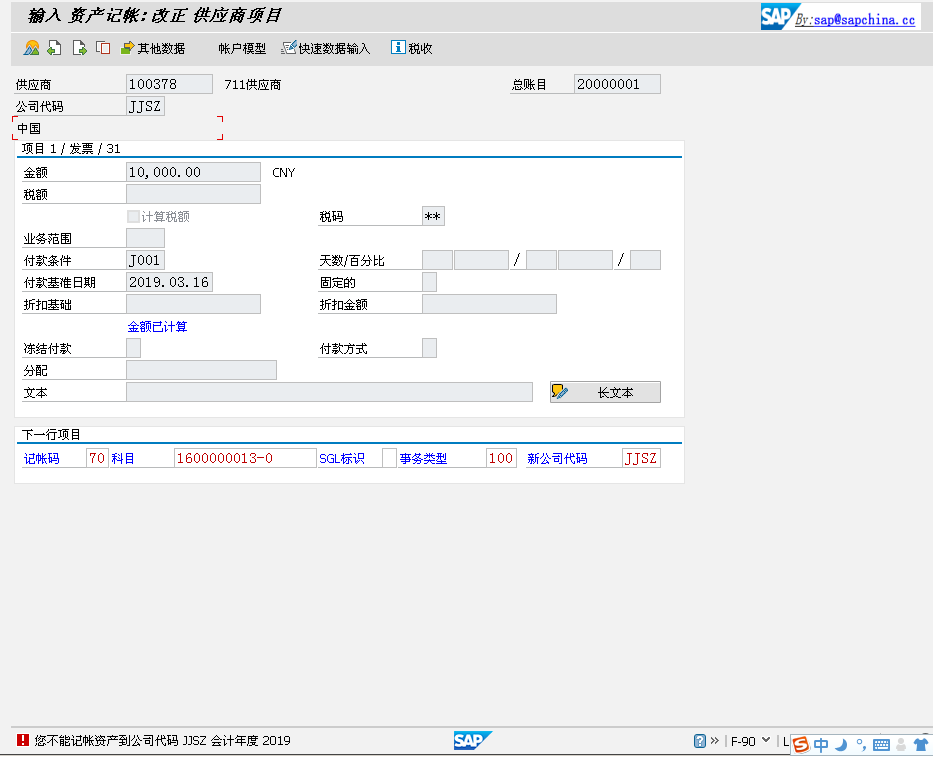 输入 资产记帐:改正 供应商项目
SAP By:sap@sapchina.cc
其他数据 帐户模型 快速数据输入 税收
供应商 100378 711供应商 总账目 20000001
公司代码 JJSZ
中国
项目 1 / 发票 / 31
金额 10,000.00 CNY
税额
计算税额 税码 **
业务范围
付款条件 J001 天数/百分比 / /
付款基准日期 2019.03.16 固定的
折扣基础 折扣金额
金额已计算
冻结付款 付款方式
分配
文本 长文本
下一行项目
记帐码 70 科目 1600000013-0 SGL标识 事务类型 100 新公司代码 JJSZ
您不能记帐资产到公司代码 JJSZ 会计年度 2019 SAP F-90 中